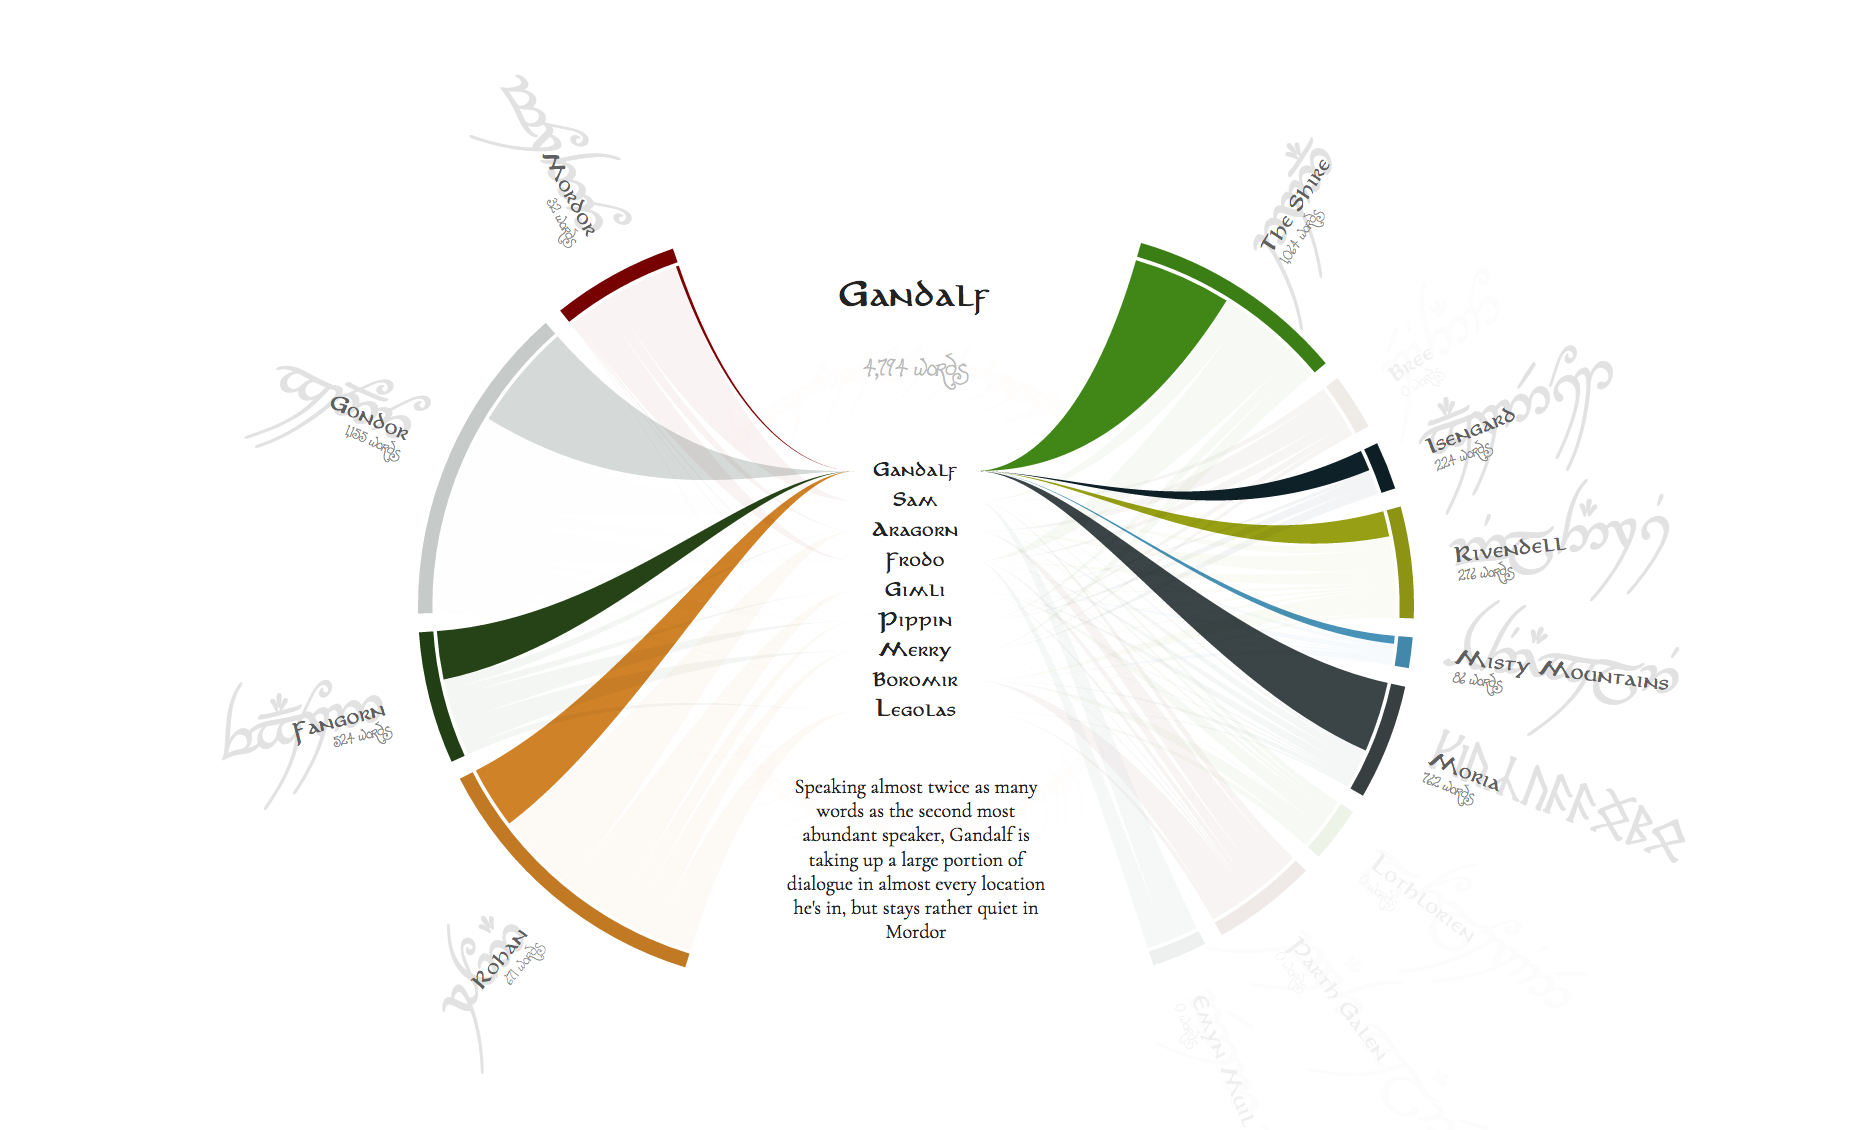 Gandalf
4,794 words
Gandalf
Sam
Aragorn
Frodo
Gimli
Pippin
Merry
Boromir
Legolas
Speaking almost twice as many
words as the second most
abundant speaker, Gandalf is
taking up a large portion of
dialogue in almost every location
he's in, but stays rather quiet in
Mordor
Mordor
32 words
Gondor
1,155 words
Fangorn
524 words
Rohan
671 words
The Shire
1,064 words
Bree
0 words
Isengard
224 words
Rivendell
276 words
Misty Mountains
86 words
Moria
762 words
Lothlorien
0 words
Parth Galen
0 words
Emyn Muil
0 words